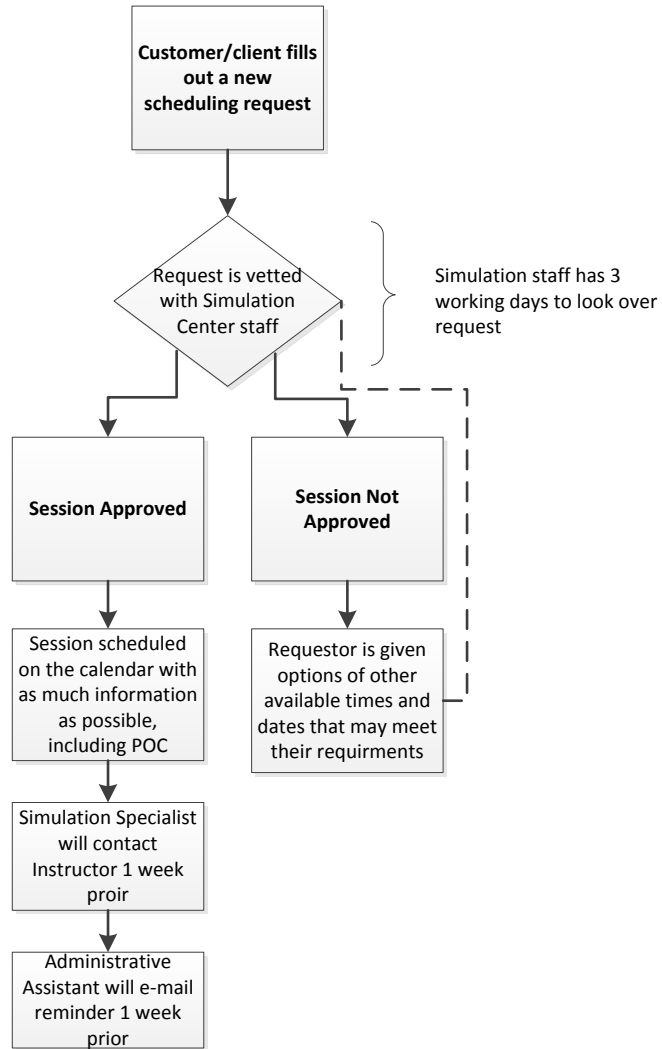 Customer/client fills
out a new
scheduling request
Request is vetted
with Simulation
Center staff
Simulation staff has 3
working days to look over
request
Session Approved
Session Not
Approved
Session scheduled
on the calendar with
as much information
as possible,
including POC
Requestor is given
options of other
available times and
dates that may meet
their requirments
Simulation Specialist
will contact
Instructor 1 week
proir
Administrative
Assistant will e-mail
reminder 1 week
prior